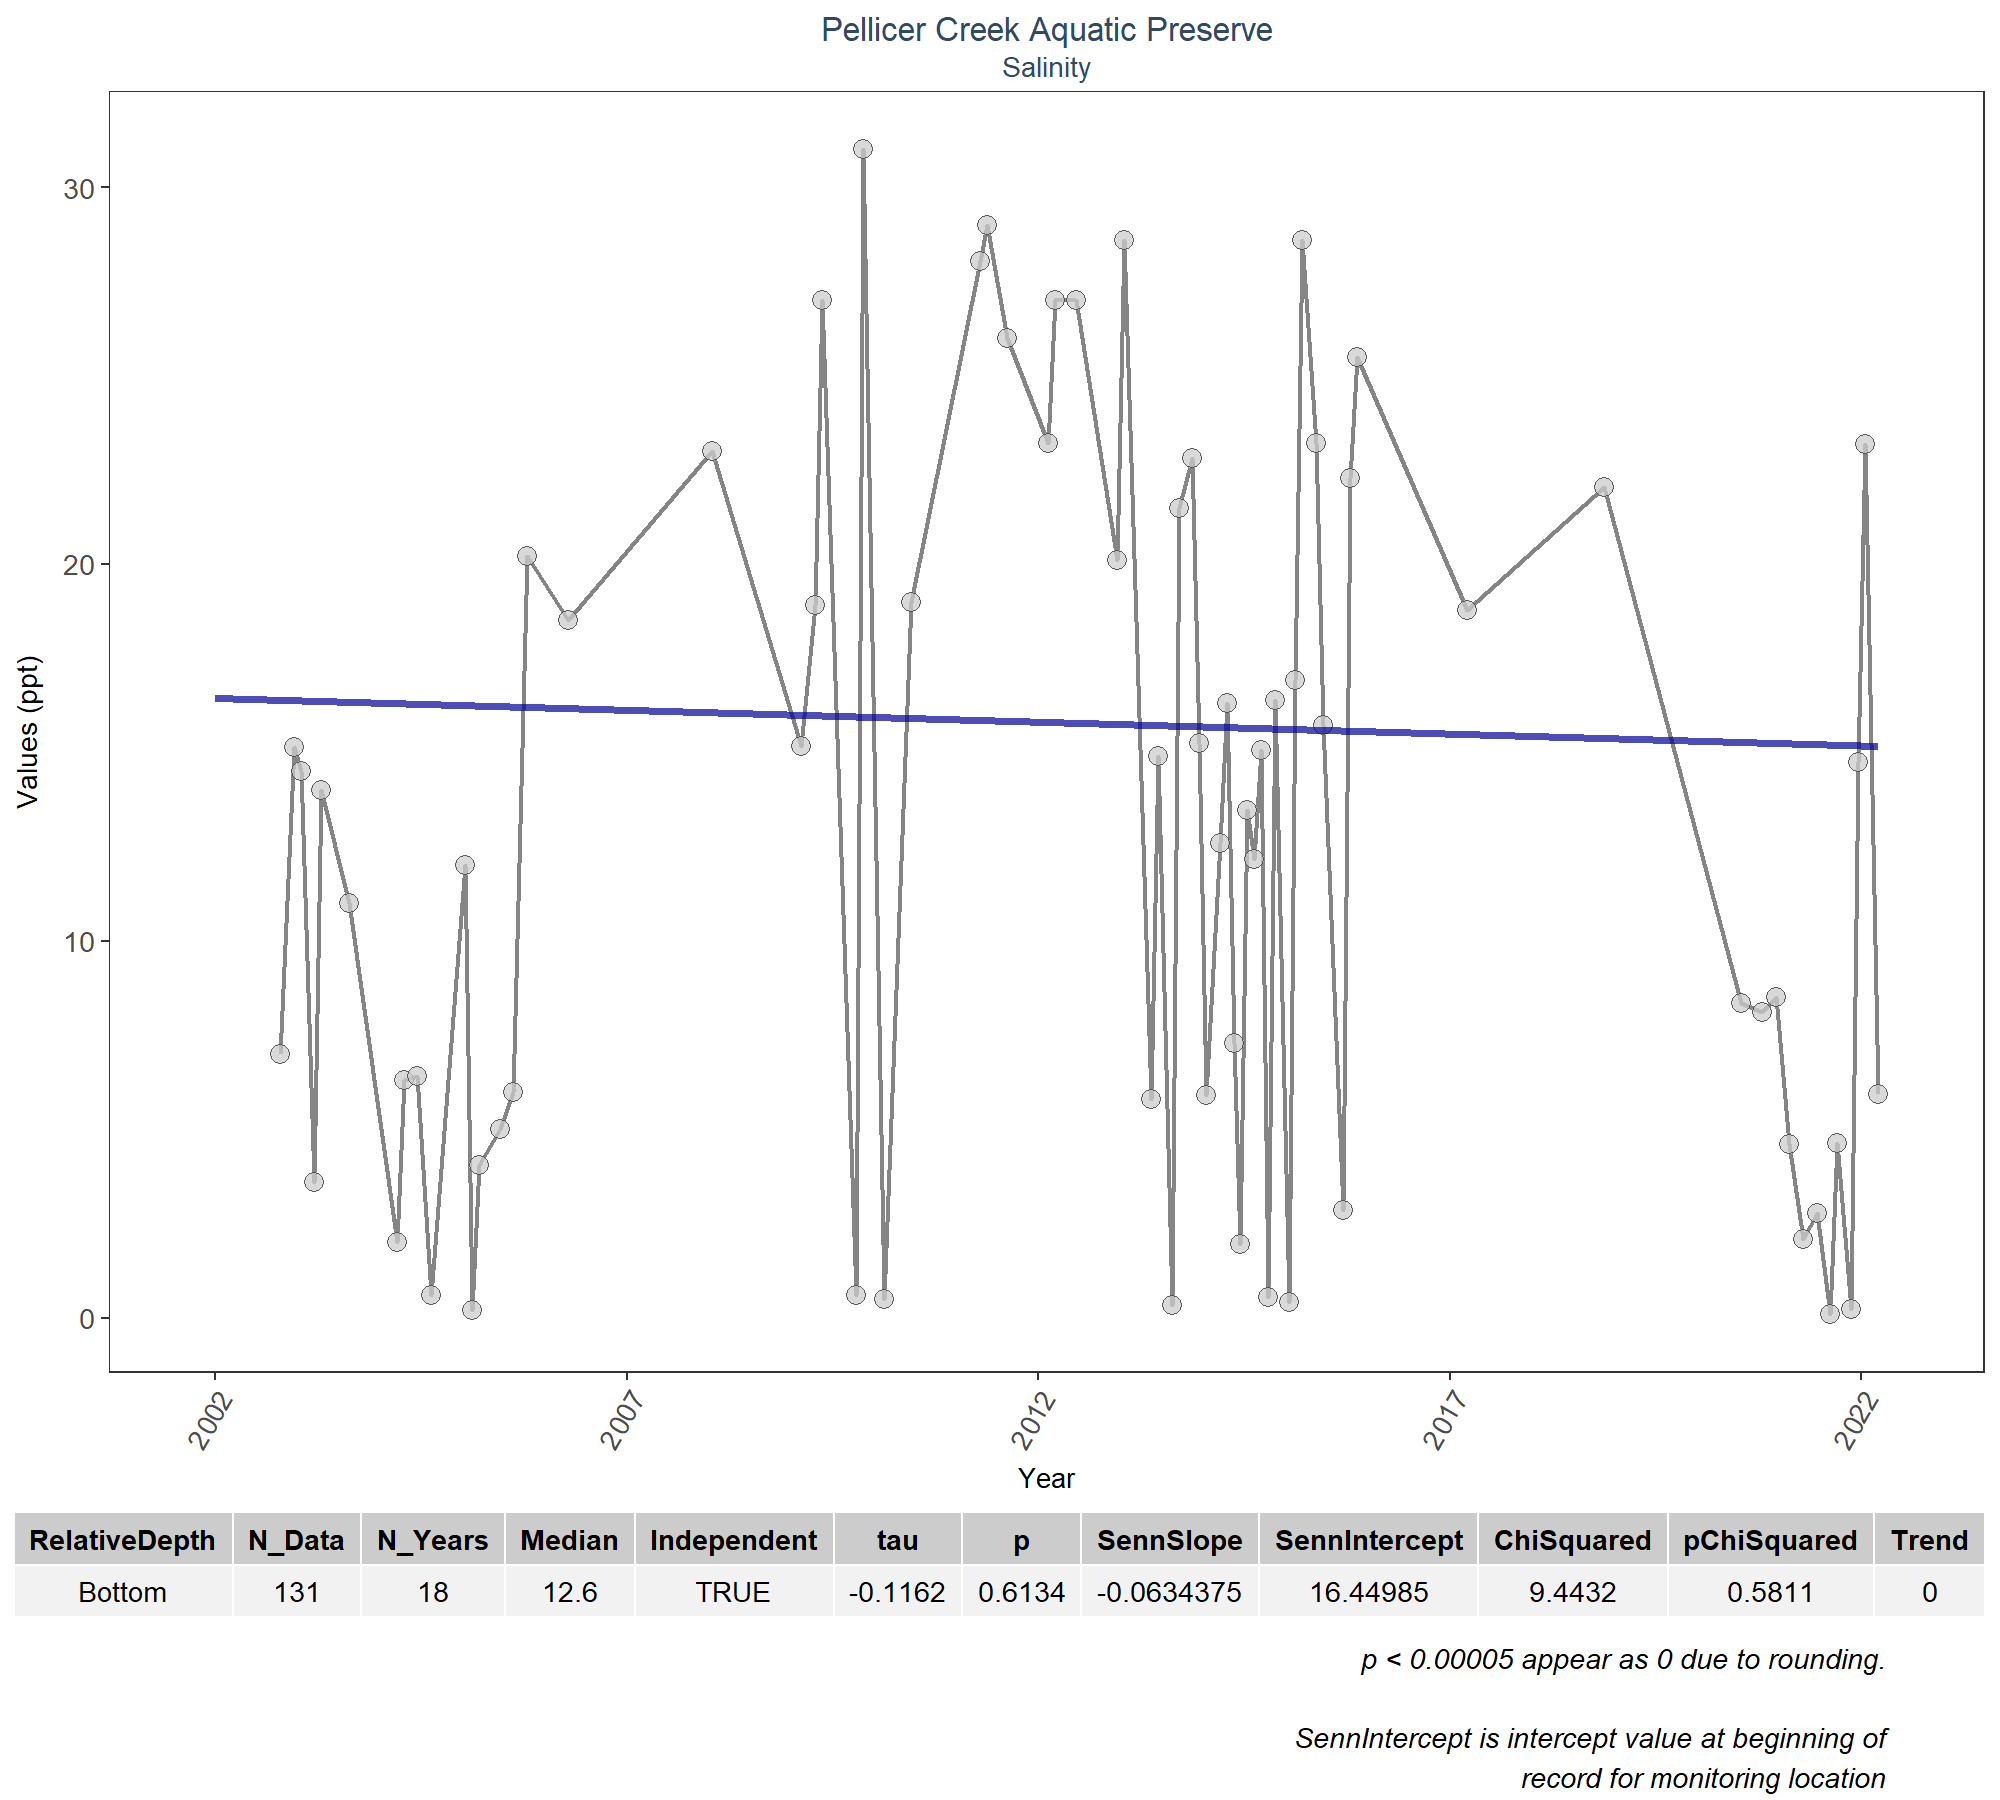 Pellicer Creek Aquatic Preserve
Salinity
Values (ppt)
30
20
10
0
2002
2007
2012
2017
2022
Year
RelativeDepth N_Data N_Years Median Independent tau p SennSlope SennIntercept ChiSquared pChiSquared Trend
Bottom 131 18 12.6 TRUE -0.1162 0.6134 -0.0634375 16.44985 9.4432 0.5811 0
p < 0.00005 appear as 0 due to rounding.
SennIntercept is intercept value at beginning of
record for monitoring location